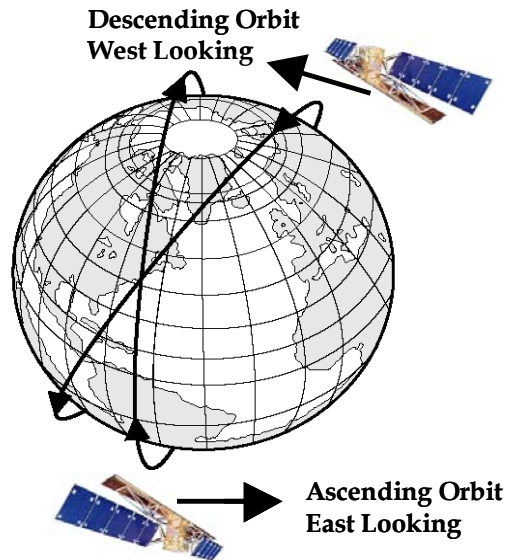 Descending Orbit
West Looking
Ascending Orbit
East Looking